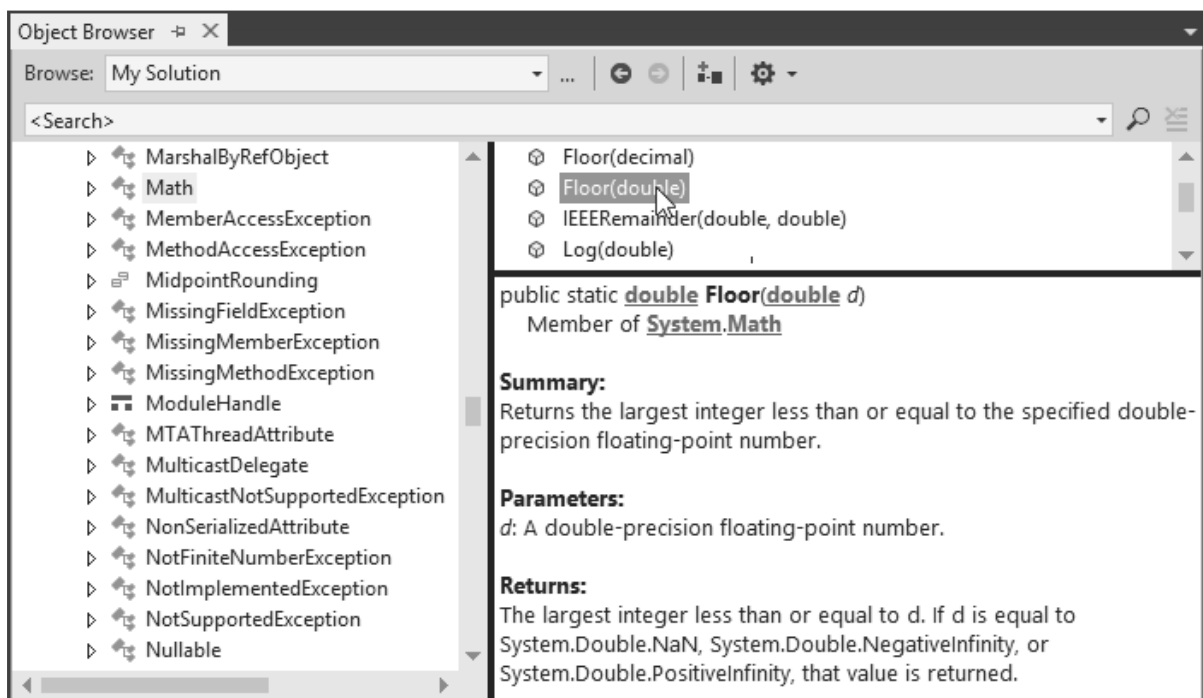 Object Browser
Browse: My Solution ...
<Search>
MarshalByRefObject
Math
MemberAccessException
MethodAccessException
MidpointRounding
MissingFieldException
MissingMemberException
MissingMethodException
ModuleHandle
MTAThreadAttribute
MulticastDelegate
MulticastNotSupportedException
NonSerializedAttribute
NotFiniteNumberException
NotImplementedException
NotSupportedException
Nullable
Floor(decimal)
Floor(double)
IEEERemainder(double, double)
Log(double)
public static double Floor(double d)
Member of System.Math
Summary:
Returns the largest integer less than or equal to the specified double-
precision floating-point number.
Parameters:
d: A double-precision floating-point number.
Returns:
The largest integer less than or equal to d. If d is equal to
System.Double.NaN, System.Double.NegativeInfinity, or
System.Double.PositiveInfinity, that value is returned.